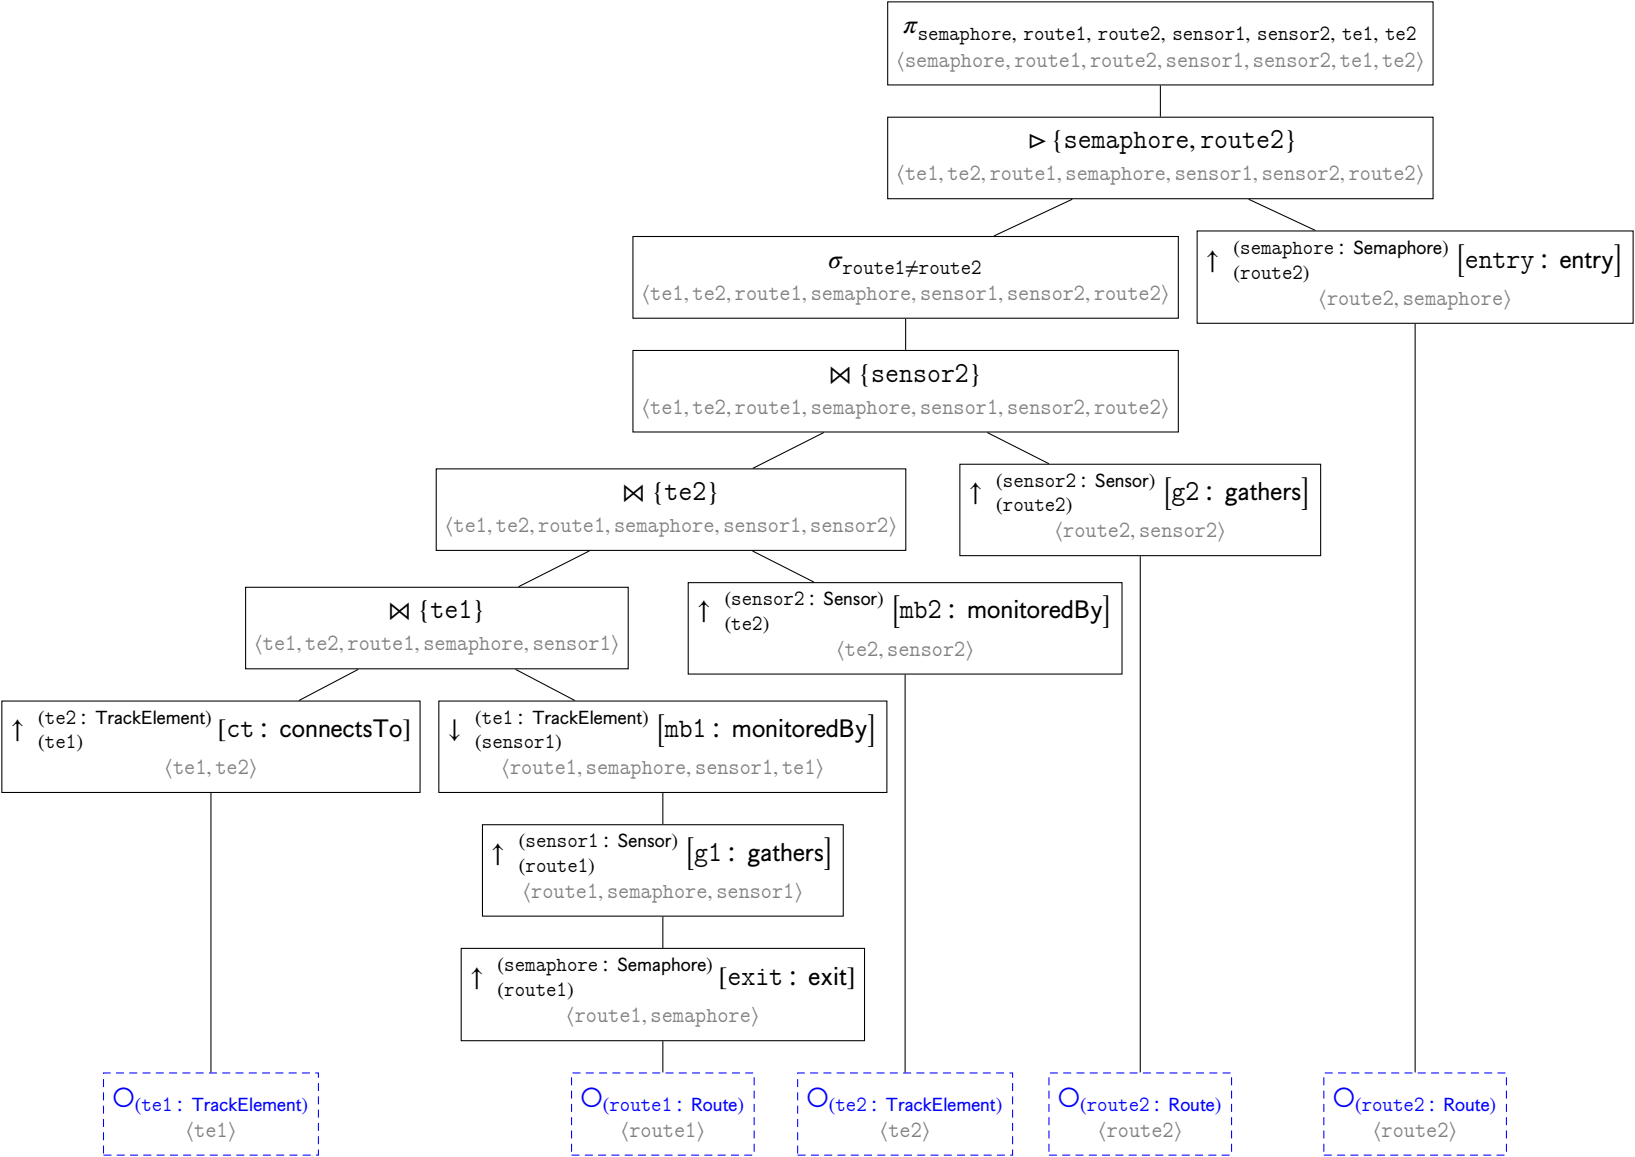 π semaphore, route1, route2, sensor1, sensor2, te1, te2
⟨semaphore, route1, route2, sensor1, sensor2, te1, te2⟩
▷ {semaphore, route2}
⟨te1, te2, route1, semaphore, sensor1, sensor2, route2⟩
σ route1≠route2
⟨te1, te2, route1, semaphore, sensor1, sensor2, route2⟩
↑ (semaphore: Semaphore) (route2) [entry: entry]
⟨route2, semaphore⟩
⋈ {sensor2}
⟨te1, te2, route1, semaphore, sensor1, sensor2, route2⟩
⋈ {te2}
⟨te1, te2, route1, semaphore, sensor1, sensor2⟩
↑ (sensor2: Sensor) (route2) [g2: gathers]
⟨route2, sensor2⟩
⋈ {te1}
⟨te1, te2, route1, semaphore, sensor1⟩
↑ (sensor2: Sensor) (te2) [mb2: monitoredBy]
⟨te2, sensor2⟩
↑ (te2: TrackElement) (te1) [ct: connectsTo]
⟨te1, te2⟩
↓ (te1: TrackElement) (sensor1) [mb1: monitoredBy]
⟨route1, semaphore, sensor1, te1⟩
↑ (sensor1: Sensor) (route1) [g1: gathers]
⟨route1, semaphore, sensor1⟩
↑ (semaphore: Semaphore) (route1) [exit: exit]
⟨route1, semaphore⟩
○(te1: TrackElement)
⟨te1⟩
○(route1: Route)
⟨route1⟩
○(te2: TrackElement)
⟨te2⟩
○(route2: Route)
⟨route2⟩
○(route2: Route)
⟨route2⟩